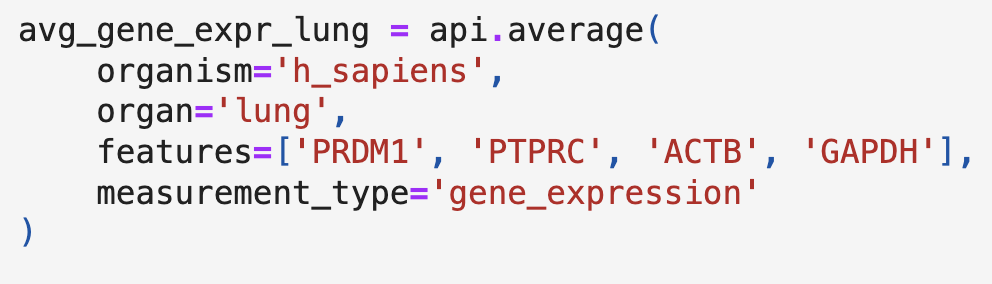 avg_gene_expr_lung = api.average(
    organism='h_sapiens',
    organ='lung',
    features=['PRDM1', 'PTPRC', 'ACTB', 'GAPDH'],
    measurement_type='gene_expression'
)